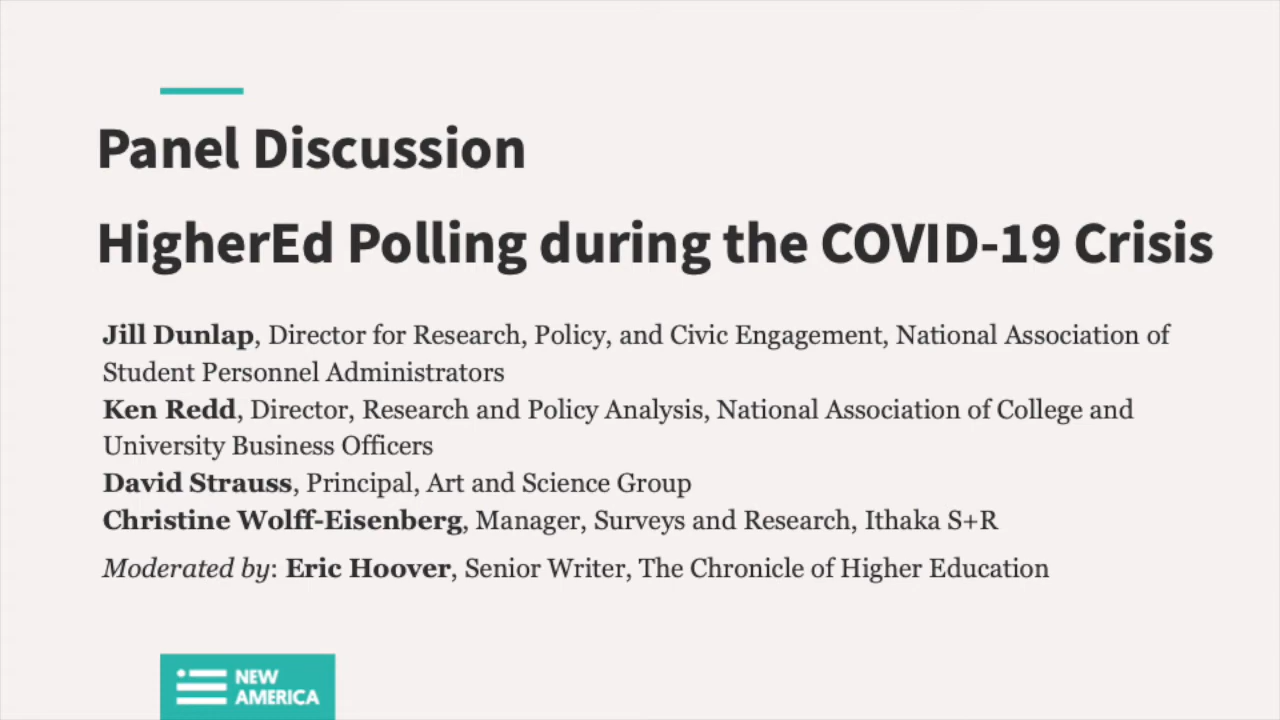 Panel Discussion
HigherEd Polling during the COVID-19 Crisis
Jill Dunlap, Director for Research, Policy, and Civic Engagement, National Association of
Student Personnel Administrators
Ken Redd, Director, Research and Policy Analysis, National Association of College and
University Business Officers
David Strauss, Principal, Art and Science Group
Christine Wolff-Eisenberg, Manager, Surveys and Research, Ithaka S+R
Moderated by: Eric Hoover, Senior Writer, The Chronicle of Higher Education
NEW
AMERICA